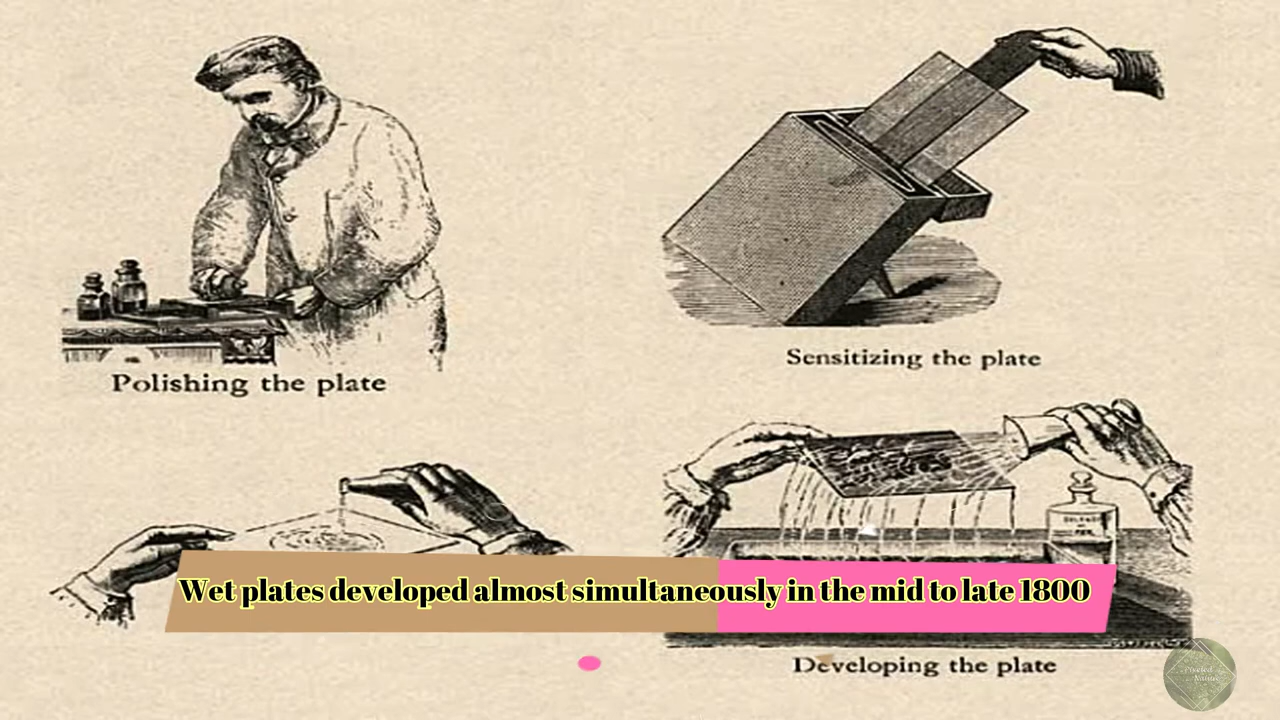 Polishing the plate
Sensitizing the plate
Wet plates developed almost simultaneously in the mid to late 1800
Developing the plate
Nature